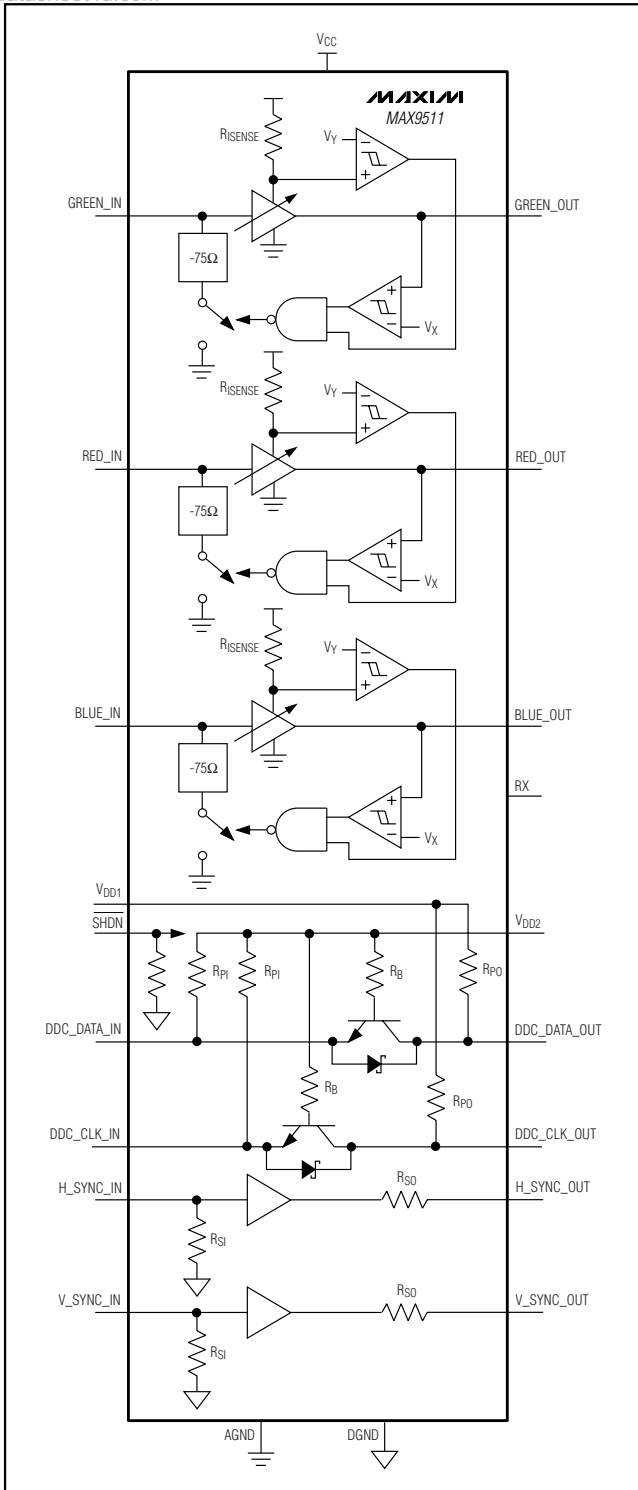 VCC
MAXIM
MAX9511
RISENSE
VY
GREEN_IN
GREEN_OUT
-75Ω
VX
RISENSE
VY
RED_IN
RED_OUT
-75Ω
VX
RISENSE
VY
BLUE_IN
BLUE_OUT
-75Ω
RX
VX
VDD1
SHDN
VDD2
RPI
RPI
RB
RPO
DDC_DATA_IN
DDC_DATA_OUT
RB
RPO
DDC_CLK_IN
DDC_CLK_OUT
H_SYNC_IN
RSO
H_SYNC_OUT
RSI
V_SYNC_IN
RSO
V_SYNC_OUT
RSI
AGND
DGND